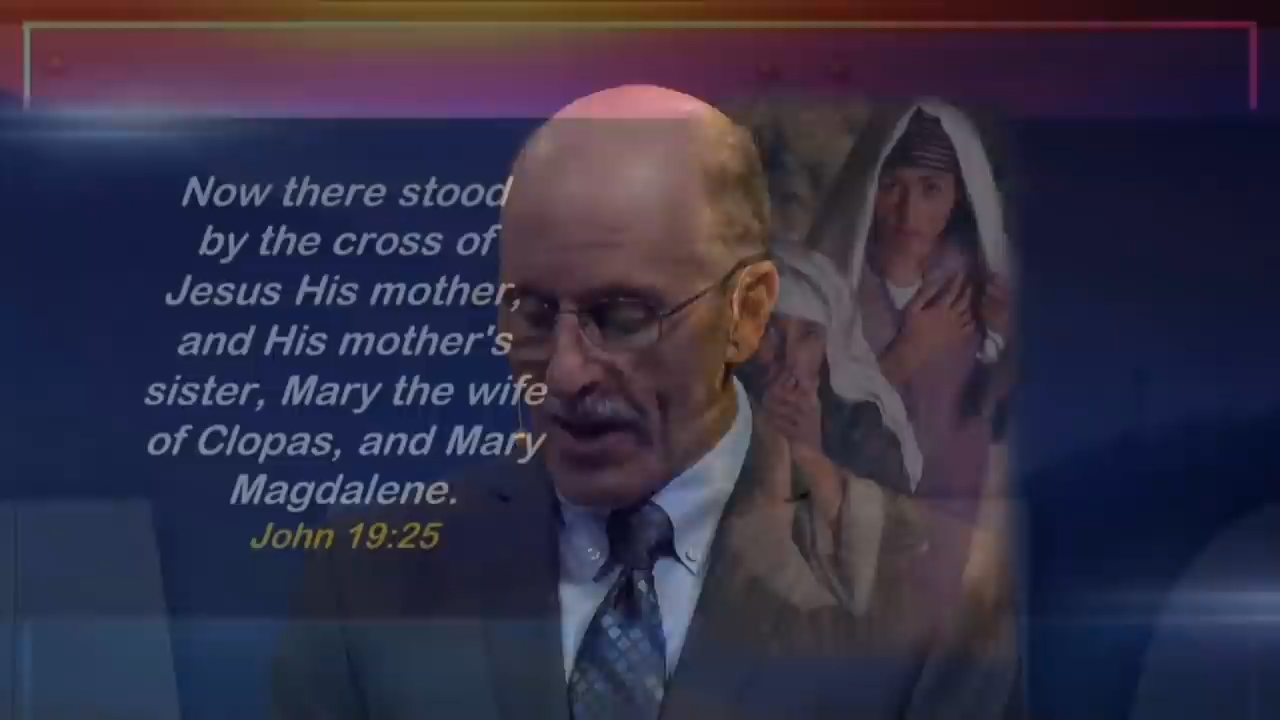 Now there stood
by the cross of
Jesus His mother,
and His mother's
sister, Mary the wife
of Clopas, and Mary
Magdalene.
John 19:25